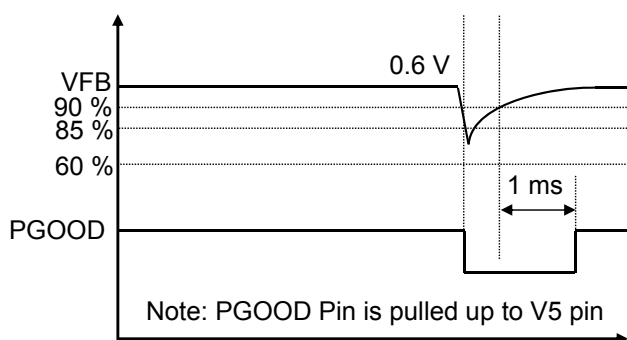 0.6 V
VFB
90 %
85 %
60 %
1 ms
PGOOD
Note: PGOOD Pin is pulled up to V5 pin